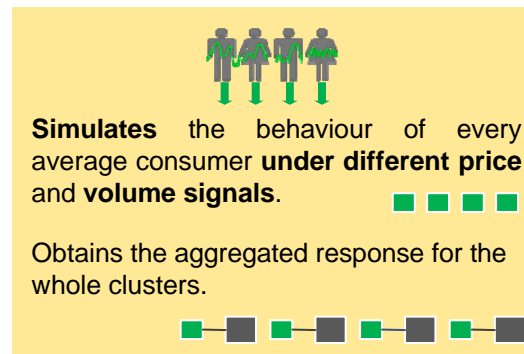 Simulates the behaviour of every
average consumer under different price
and volume signals.
Obtains the aggregated response for the
whole clusters.